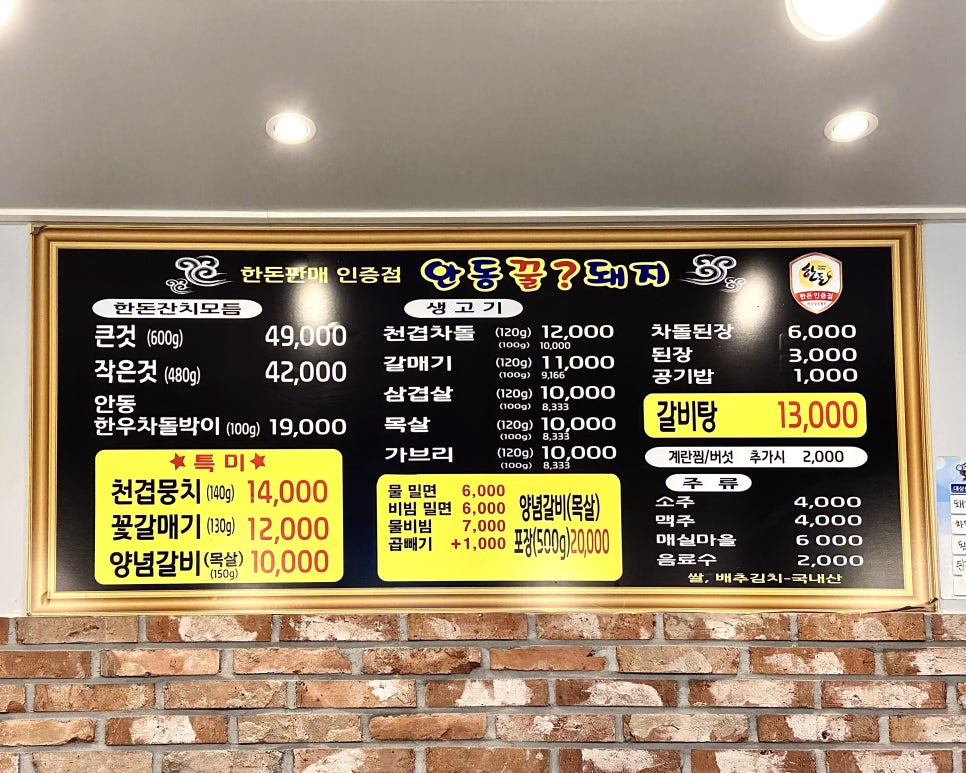 한돈판매 인증점 안동꿀?돼지
한돈
한돈인증점
한돈잔치모듬
큰것 (600g) 49,000
작은것 (480g) 42,000
안동
한우차돌박이 (100g) 19,000
★특미★
천겹뭉치 (140g) 14,000
꽃갈매기 (130g) 12,000
양념갈비 (목살) 10,000
(150g)
생고기
천겹차돌 (120g) 12,000
(100g) 10,000
갈매기 (120g) 11,000
(100g) 9,166
삼겹살 (120g) 10,000
(100g) 8,333
목살 (120g) 10,000
(100g) 8,333
가브리 (120g) 10,000
(100g) 8,333
물 밀면 6,000
비빔 밀면 6,000
물비빔 7,000
곱빼기 +1,000
양념갈비(목살)
포장(500g)20,000
차돌된장 6,000
된장 3,000
공기밥 1,000
갈비탕 13,000
계란찜/버섯 추가시 2,000
주류
소주 4,000
맥주 4,000
매실마을 6 000
음료수 2,000
쌀, 배추김치-국내산